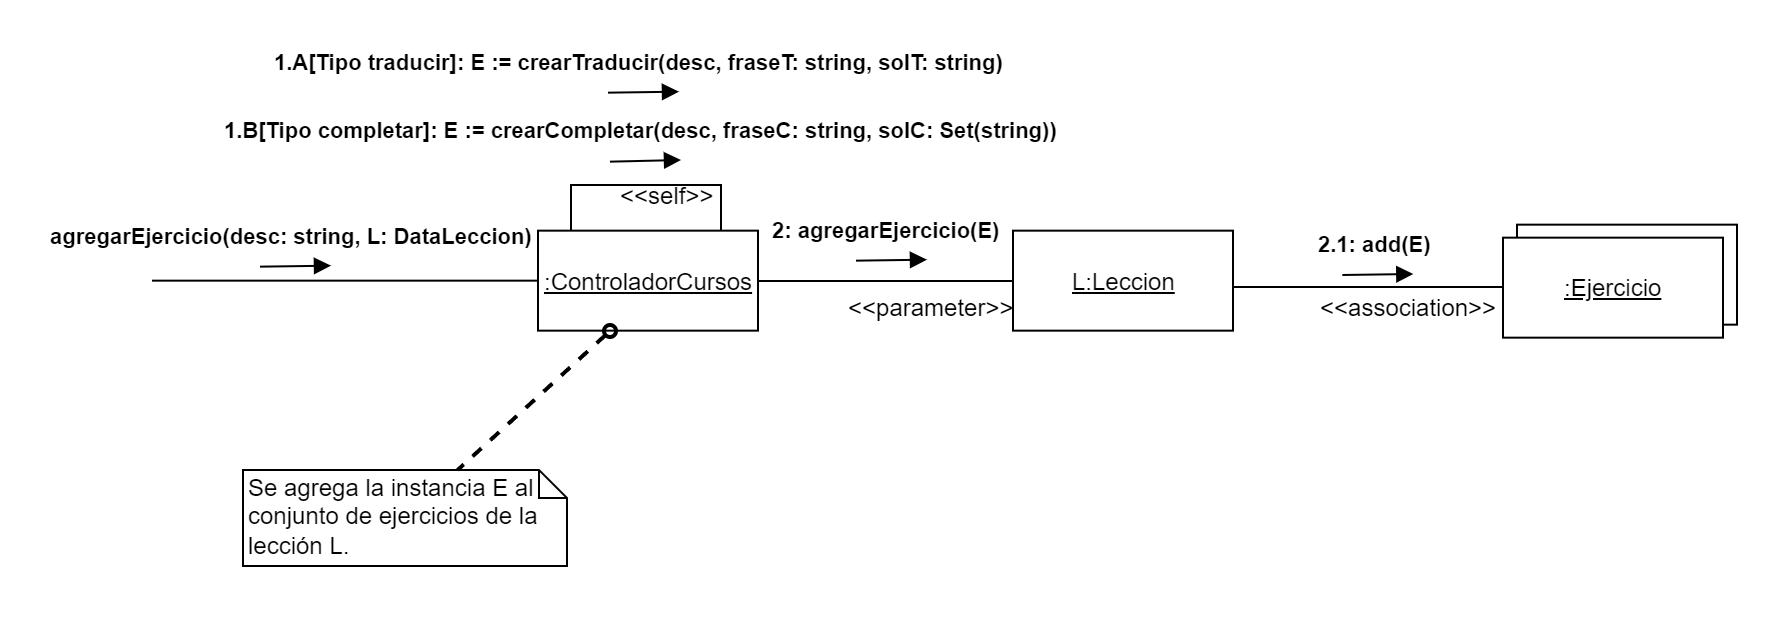 1.A[Tipo traducir]: E := crearTraducir(desc, fraseT: string, solT: string)
1.B[Tipo completar]: E := crearCompletar(desc, fraseC: string, solC: Set(string))
<<self>>
agregarEjercicio(desc: string, L: DataLeccion)
2: agregarEjercicio(E)
2.1: add(E)
:ControladorCursos
L:Leccion
:Ejercicio
<<parameter>>
<<association>>
Se agrega la instancia E al
conjunto de ejercicios de la
lección L.